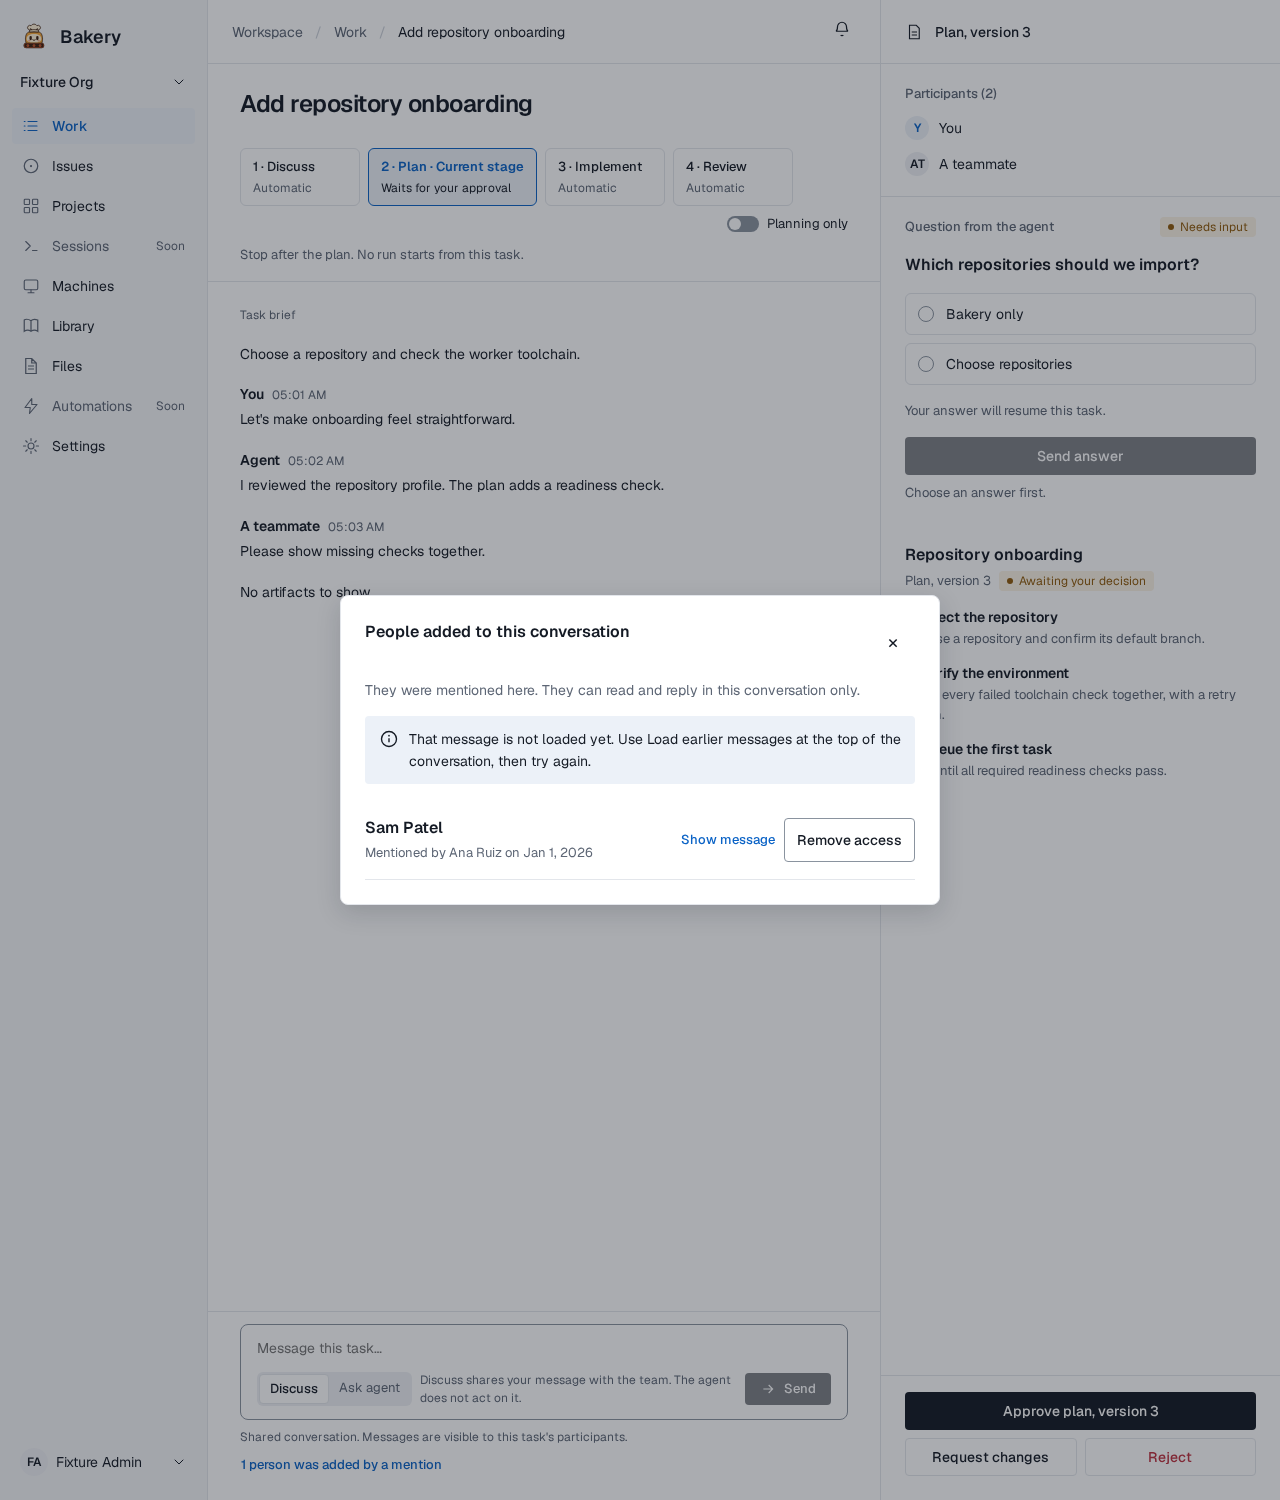 Bakery
Fixture Org
Work
Issues
Projects
Sessions Soon
Machines
Library
Files
Automations Soon
Settings
FA Fixture Admin
Workspace / Work / Add repository onboarding
Add repository onboarding
1 · Discuss
Automatic
2 · Plan · Current stage
Waits for your approval
3 · Implement
Automatic
4 · Review
Automatic
Planning only
Stop after the plan. No run starts from this task.
Task brief
Choose a repository and check the worker toolchain.
You 05:01 AM
Let's make onboarding feel straightforward.
Agent 05:02 AM
I reviewed the repository profile. The plan adds a readiness check.
A teammate 05:03 AM
Please show missing checks together.
No artifacts to show
People added to this conversation
They were mentioned here. They can read and reply in this conversation only.
That message is not loaded yet. Use Load earlier messages at the top of the
conversation, then try again.
Sam Patel
Mentioned by Ana Ruiz on Jan 1, 2026
Show message
Remove access
Message this task...
Discuss
Ask agent
Discuss shares your message with the team. The agent
does not act on it.
Send
Shared conversation. Messages are visible to this task's participants.
1 person was added by a mention
Plan, version 3
Participants (2)
Y You
AT A teammate
Question from the agent
Needs input
Which repositories should we import?
Bakery only
Choose repositories
Your answer will resume this task.
Send answer
Choose an answer first.
Repository onboarding
Plan, version 3
Awaiting your decision
the repository
a repository and confirm its default branch.
the environment
every failed toolchain check together, with a retry
the first task
all required readiness checks pass.
Approve plan, version 3
Request changes
Reject